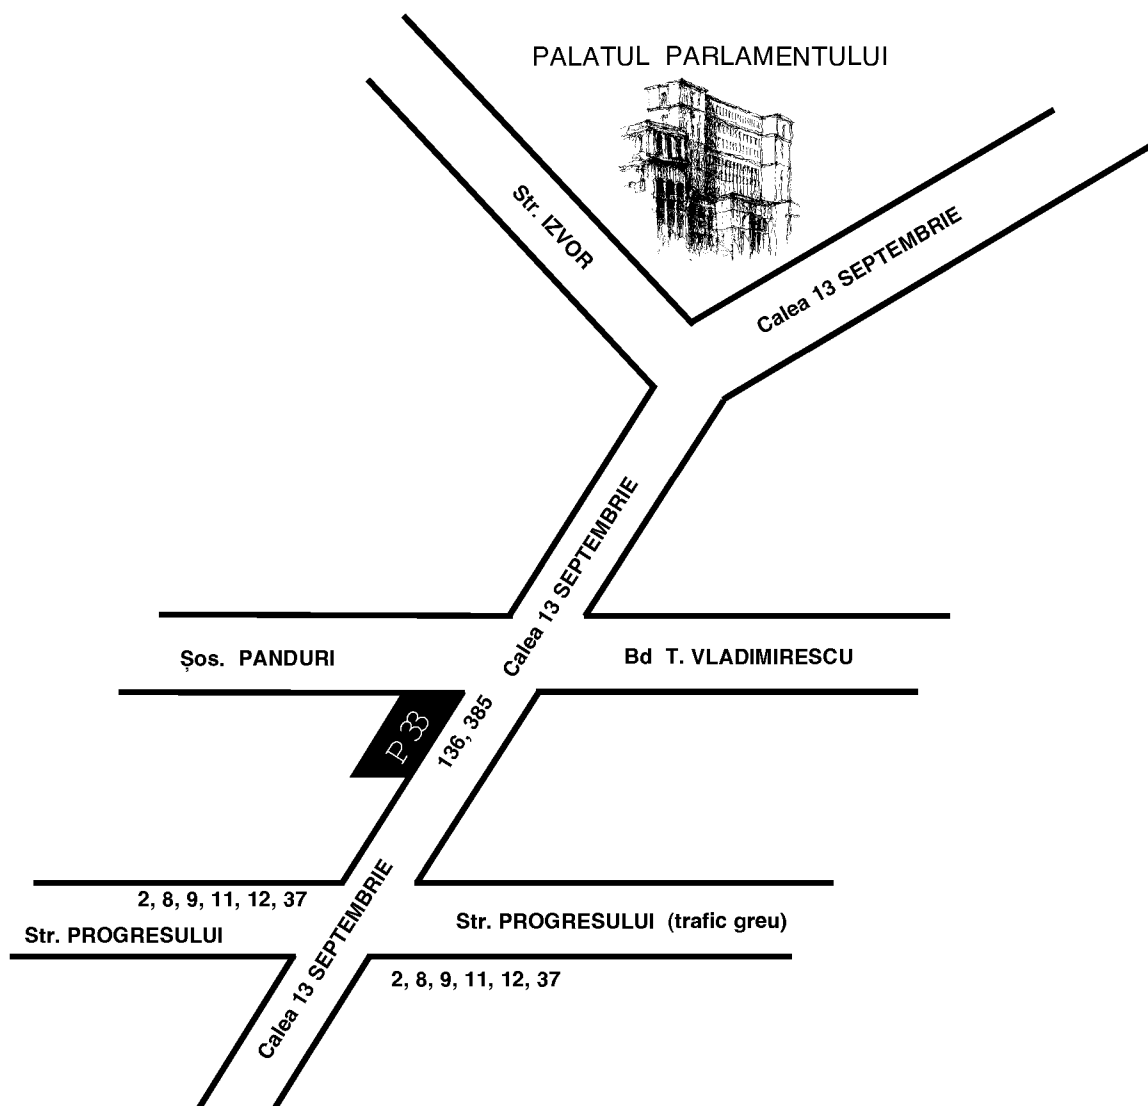 PALATUL PARLAMENTULUI
Str. IZVOR
Calea 13 SEPTEMBRIE
Calea 13 SEPTEMBRIE
Șos. PANDURI
Bd T. VLADIMIRESCU
P 33
136, 385
2, 8, 9, 11, 12, 37
Str. PROGRESULUI
Str. PROGRESULUI (trafic greu)
Calea 13 SEPTEMBRIE
2, 8, 9, 11, 12, 37